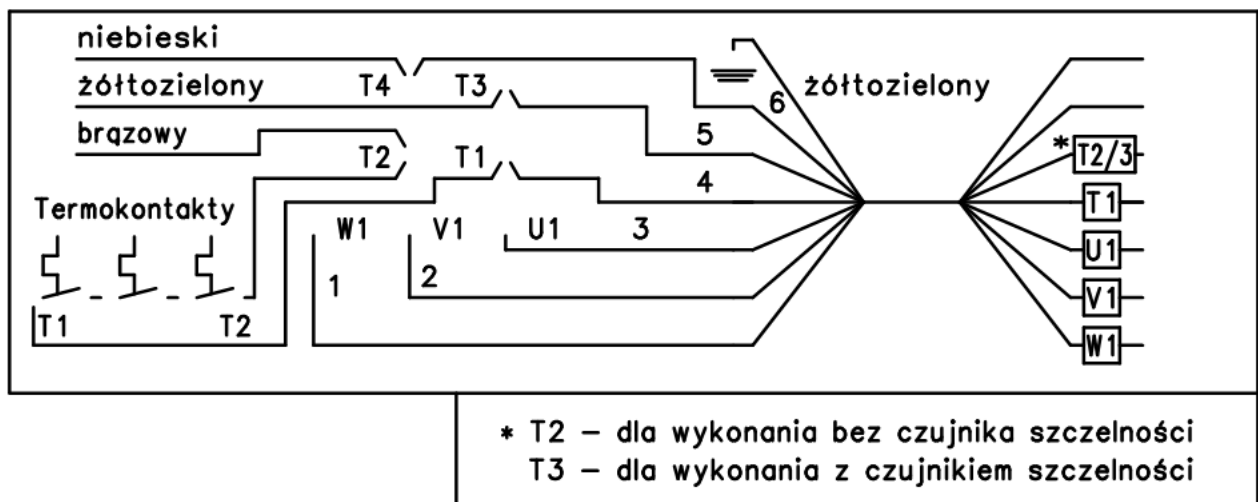 niebieski
żółtozielony T4 T3 6 żółtozielony
brązowy 5
T2 T1 4 * T2/3
Termokontakty T1
W1 V1 U1 3 U1
1 2 V1
T1 T2 W1
* T2 – dla wykonania bez czujnika szczelności
T3 – dla wykonania z czujnikiem szczelności